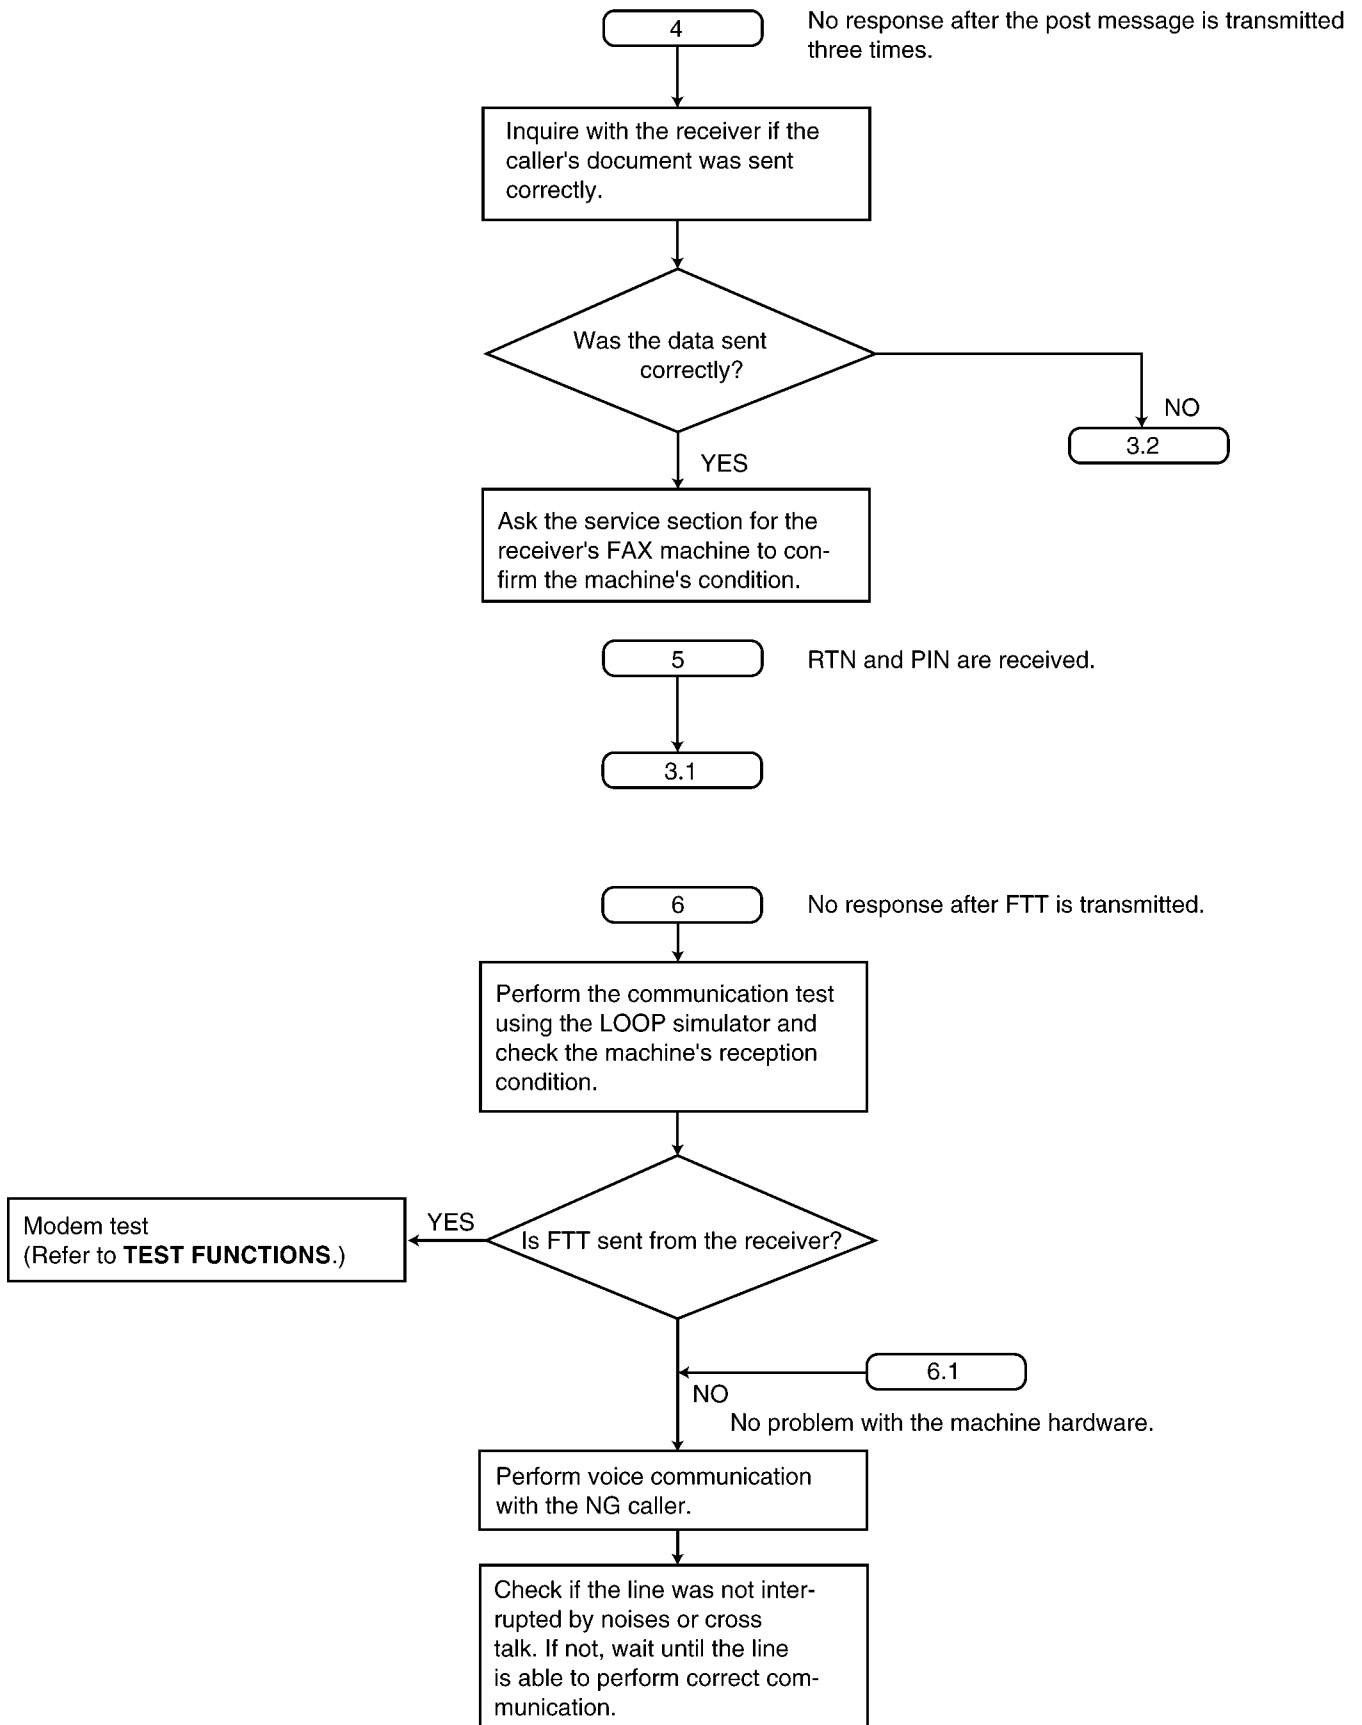 4
No response after the post message is transmitted
three times.
Inquire with the receiver if the
caller's document was sent
correctly.
Was the data sent
correctly?
NO
3.2
YES
Ask the service section for the
receiver's FAX machine to con-
firm the machine's condition.
5
RTN and PIN are received.
3.1
6
No response after FTT is transmitted.
Perform the communication test
using the LOOP simulator and
check the machine's reception
condition.
Modem test
(Refer to TEST FUNCTIONS.)
YES
Is FTT sent from the receiver?
6.1
NO
No problem with the machine hardware.
Perform voice communication
with the NG caller.
Check if the line was not inter-
rupted by noises or cross
talk. If not, wait until the line
is able to perform correct com-
munication.